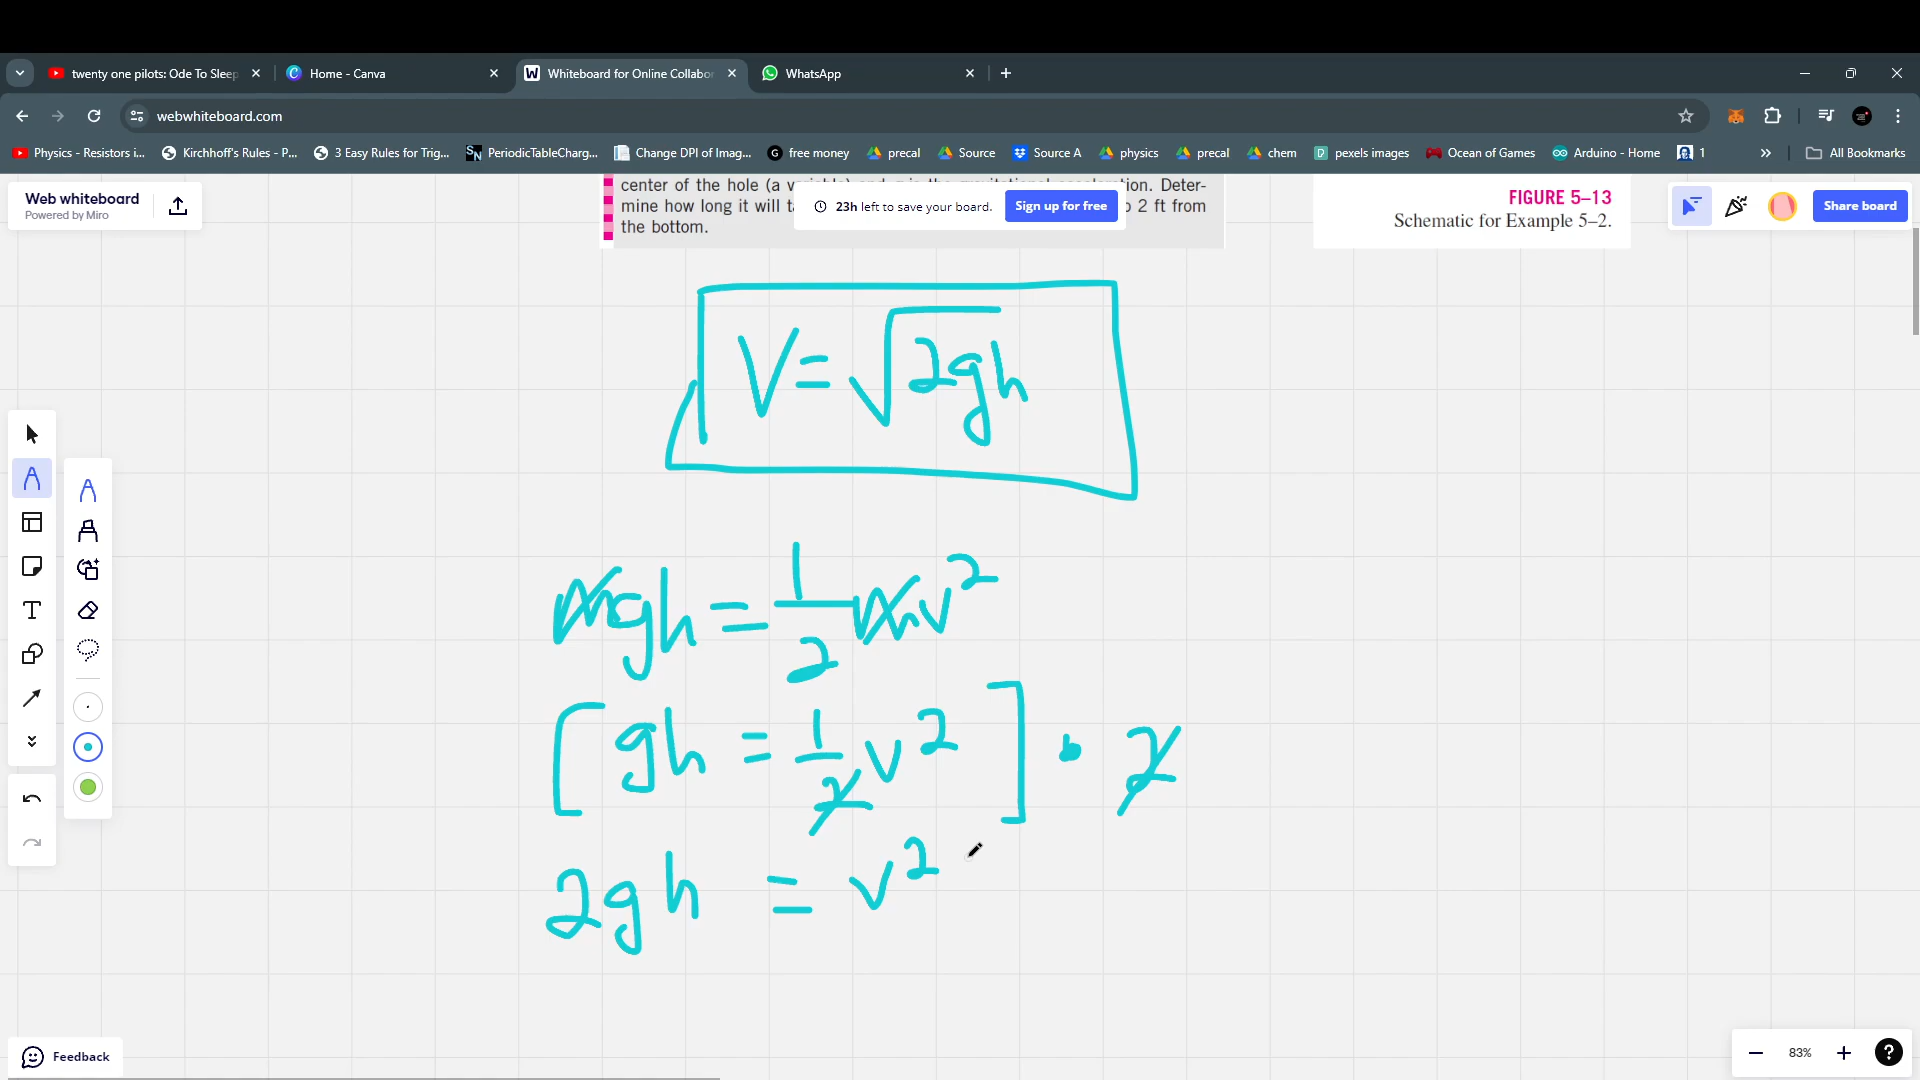 twenty one pilots: Ode To Sleep
Home - Canva
Whiteboard for Online Collabor
WhatsApp
webwhiteboard.com
Physics - Resistors i...
Kirchhoff's Rules - P...
3 Easy Rules for Trig...
PeriodicTableCharg...
Change DPI of Imag...
free money
precal
Source
Source A
physics
precal
chem
pexels images
Ocean of Games
Arduino - Home
1
All Bookmarks
Web whiteboard
Powered by Miro
center of the hole (a
ion. Deter-
mine how long it will
2 ft from
the bottom.
23h left to save your board.
Sign up for free
FIGURE 5–13
Schematic for Example 5–2.
Share board
V = √2gh
mgh = 1/2 mv²
[gh = 1/2 v²] • 2
2gh = v²
Feedback
83%